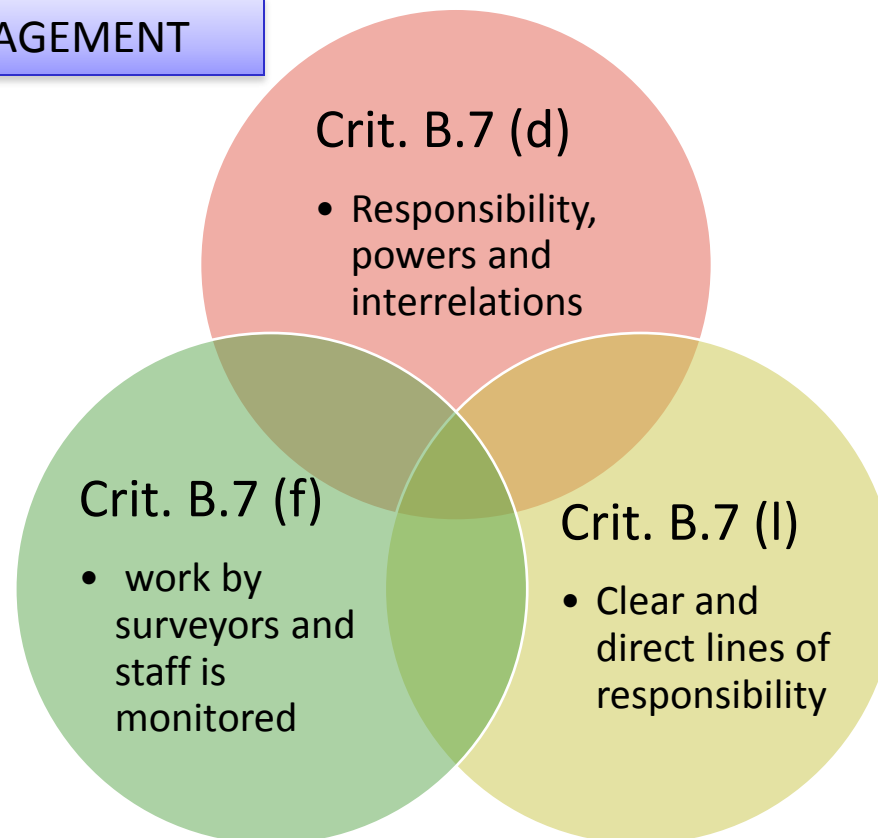 AGEMENT
Crit. B.7 (d)
• Responsibility,
powers and
interrelations
Crit. B.7 (f)
• work by
surveyors and
staff is
monitored
Crit. B.7 (l)
• Clear and
direct lines of
responsibility